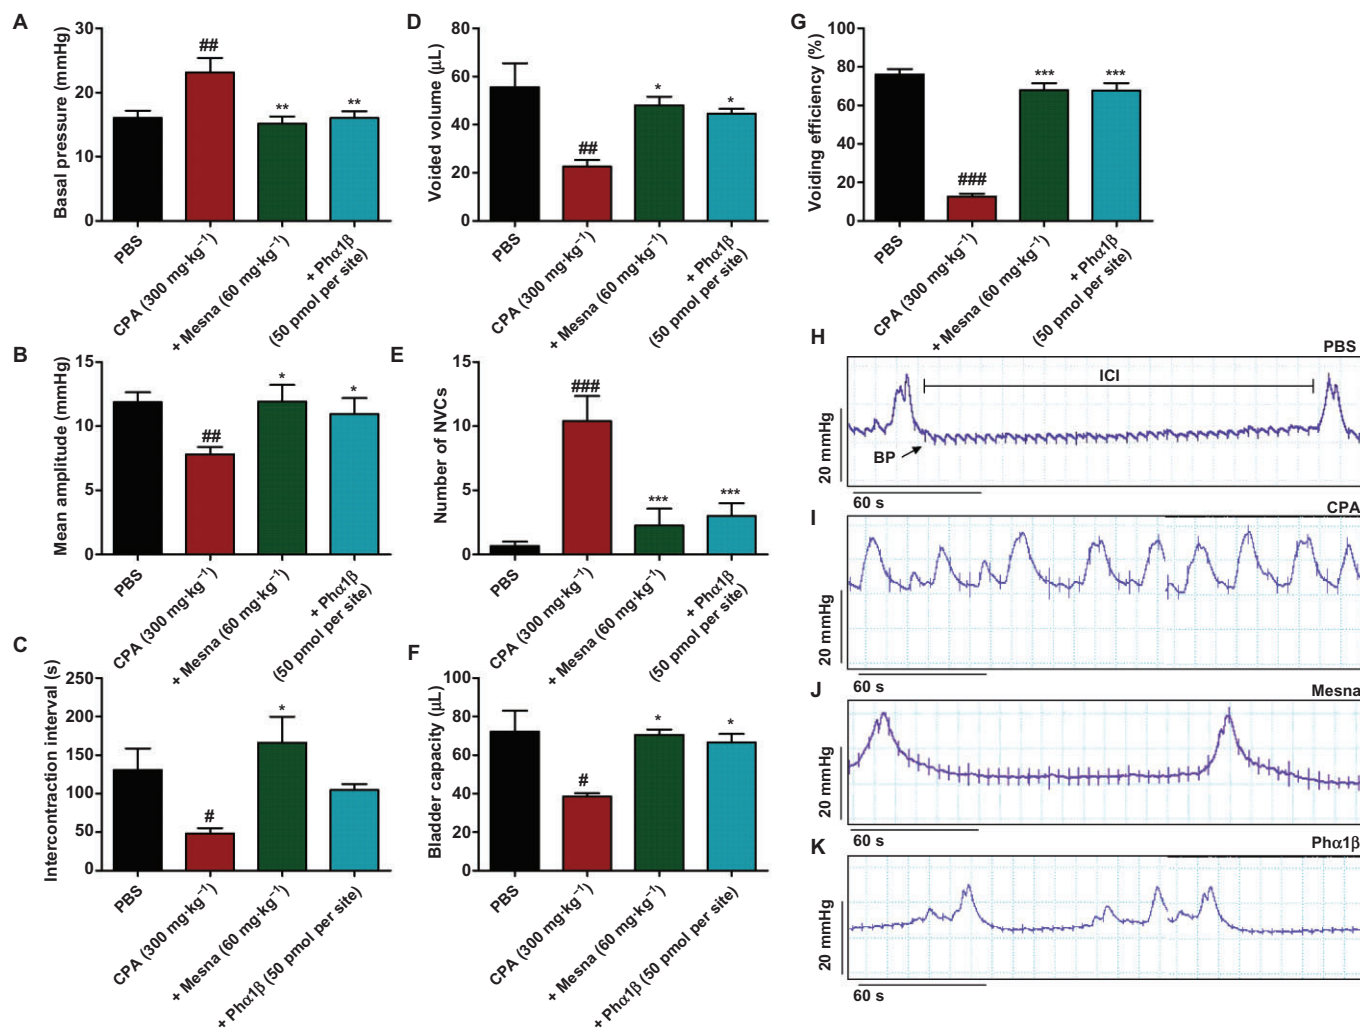 A
Basal pressure (mmHg)
30
20
10
0
##
**
**
PBS
CPA (300 mg·kg⁻¹)
+ Mesna (60 mg·kg⁻¹)
+ Phα1β
(50 pmol per site)
D
Voided volume (μL)
80
60
40
20
0
##
*
*
PBS
CPA (300 mg·kg⁻¹)
+ Mesna (60 mg·kg⁻¹)
+ Phα1β
(50 pmol per site)
G
Voiding efficiency (%)
100
80
60
40
20
0
###
***
***
PBS
CPA (300 mg·kg⁻¹)
+ Mesna (60 mg·kg⁻¹)
+ Phα1β
(50 pmol per site)
B
Mean amplitude (mmHg)
15
10
5
0
##
*
*
PBS
CPA (300 mg·kg⁻¹)
+ Mesna (60 mg·kg⁻¹)
+ Phα1β
(50 pmol per site)
E
Number of NVCs
15
10
5
0
###
***
***
PBS
CPA (300 mg·kg⁻¹)
+ Mesna (60 mg·kg⁻¹)
+ Phα1β
(50 pmol per site)
C
Intercontraction interval (s)
250
200
150
100
50
0
#
*
PBS
CPA (300 mg·kg⁻¹)
+ Mesna (60 mg·kg⁻¹)
+ Phα1β (50 pmol per site)
F
Bladder capacity (μL)
100
80
60
40
20
0
#
*
*
PBS
CPA (300 mg·kg⁻¹)
+ Mesna (60 mg·kg⁻¹)
+ Phα1β (50 pmol per site)
H
PBS
ICI
BP
20 mmHg
60 s
I
CPA
20 mmHg
60 s
J
Mesna
20 mmHg
60 s
K
Phα1β
20 mmHg
60 s